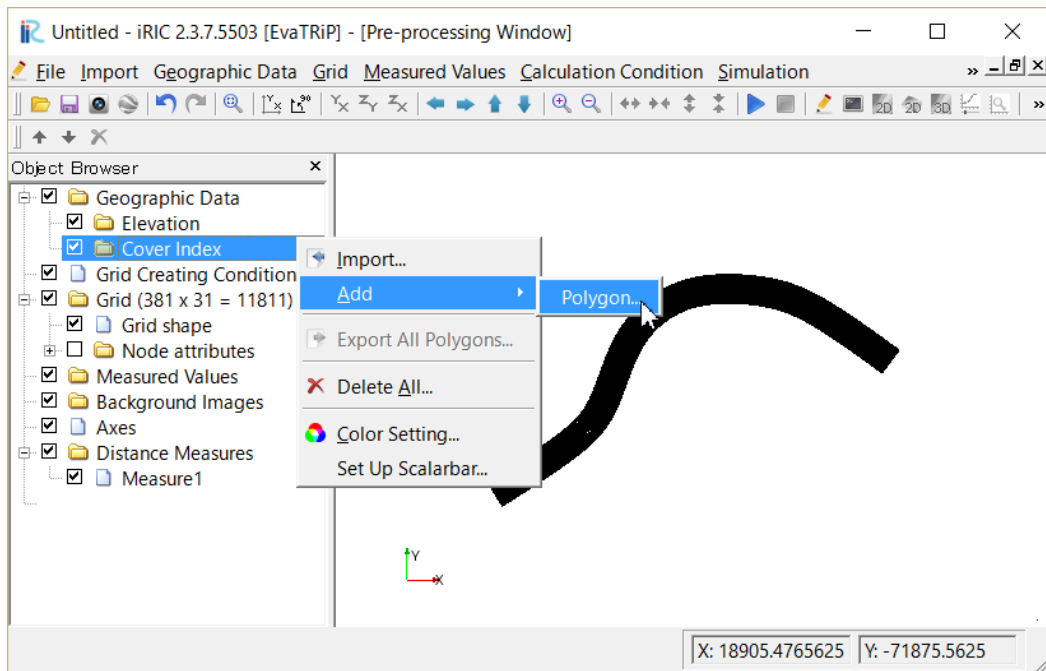 Untitled - iRIC 2.3.7.5503 [EvaTRiP] - [Pre-processing Window]
File Import Geographic Data Grid Measured Values Calculation Condition Simulation »
Object Browser
Geographic Data
Elevation
Cover Index
Grid Creating Condition
Grid (381 x 31 = 11811)
Grid shape
Node attributes
Measured Values
Background Images
Axes
Distance Measures
Measure1
Import...
Add
Polygon...
Export All Polygons...
Delete All...
Color Setting...
Set Up Scalarbar...
Y
X
X: 18905.4765625 Y: -71875.5625